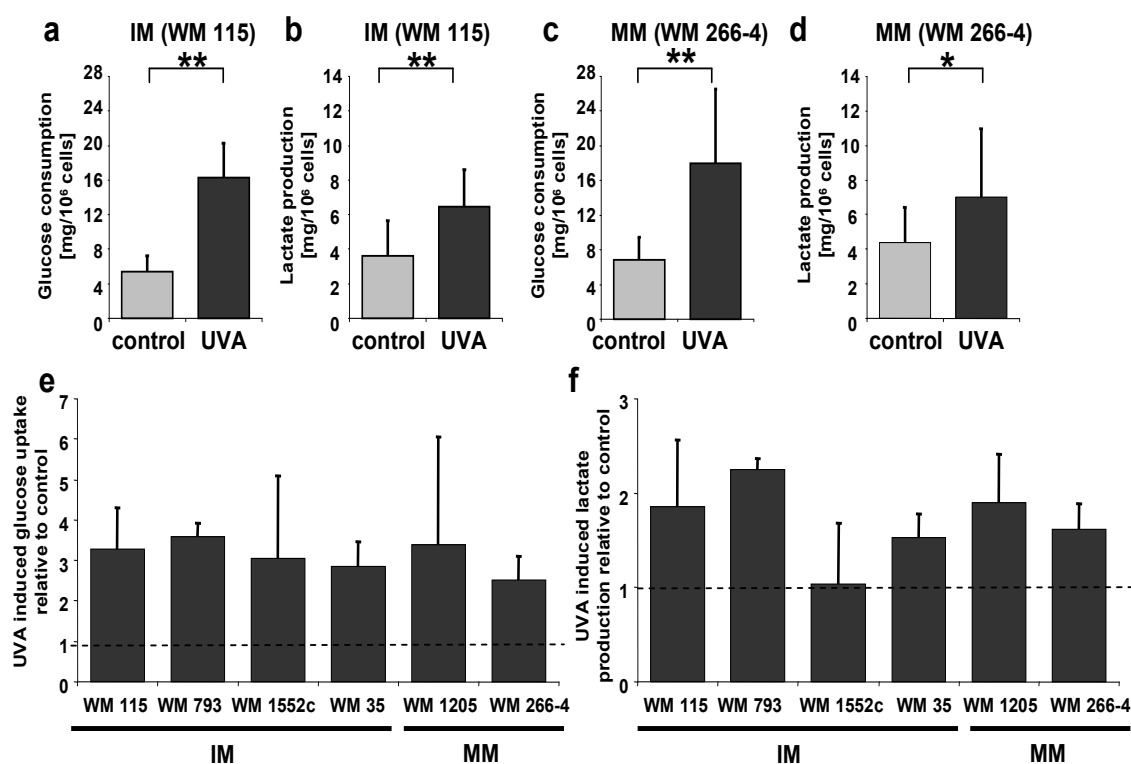 a
IM (WM 115)
**
Glucose consumption
[mg/10⁶ cells]
28
24
20
16
12
8
4
0
control UVA
b
IM (WM 115)
**
Lactate production
[mg/10⁶ cells]
14
12
10
8
6
4
2
0
control UVA
c
MM (WM 266-4)
**
Glucose consumption
[mg/10⁶ cells]
28
24
20
16
12
8
4
0
control UVA
d
MM (WM 266-4)
*
Lactate production
[mg/10⁶ cells]
14
12
10
8
6
4
2
0
control UVA
e
UVA induced glucose uptake
relative to control
7
6
5
4
3
2
1
0
WM 115 WM 793 WM 1552c WM 35 WM 1205 WM 266-4
IM MM
f
UVA induced lactate
production relative to control
3
2
1
0
WM 115 WM 793 WM 1552c WM 35 WM 1205 WM 266-4
IM MM